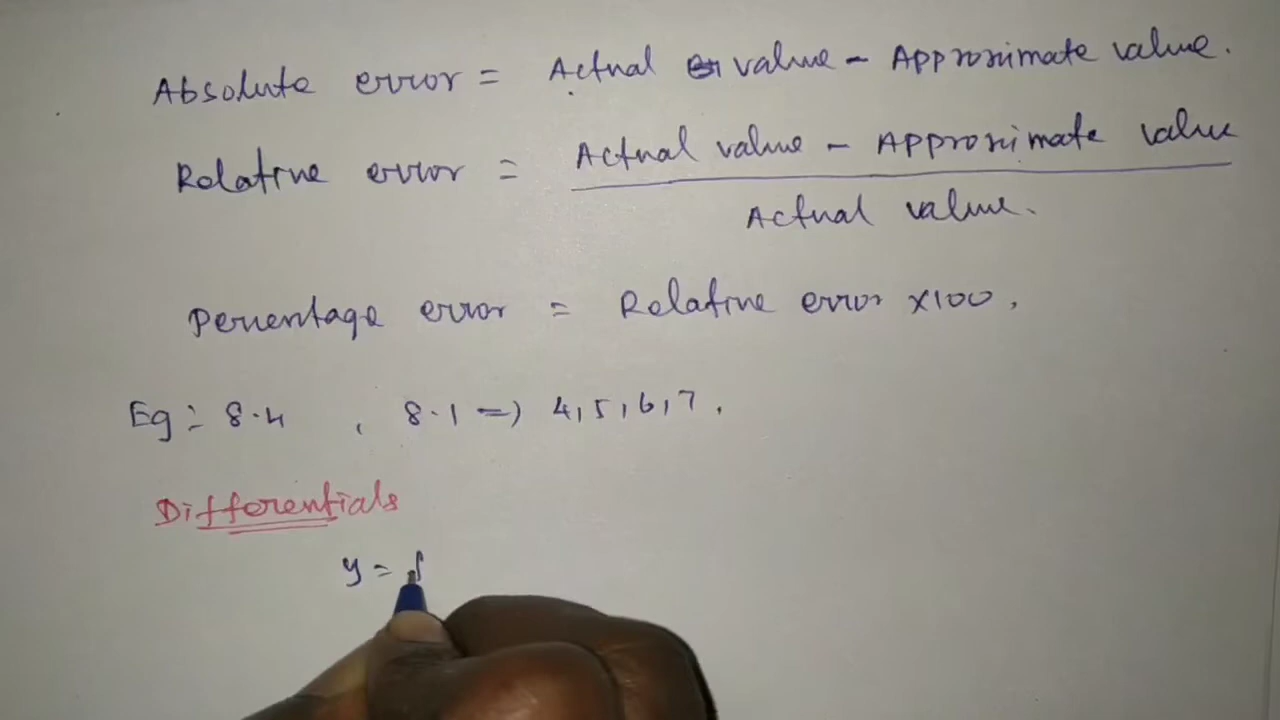 Absolute error = Actual value - Approximate value.
Relative error = Actual value - Approximate value
Actual value.
Percentage error = Relative error ×100,
Eg:- 8.4 , 8.1 => 4,5,6,7,
Differentials
y = f